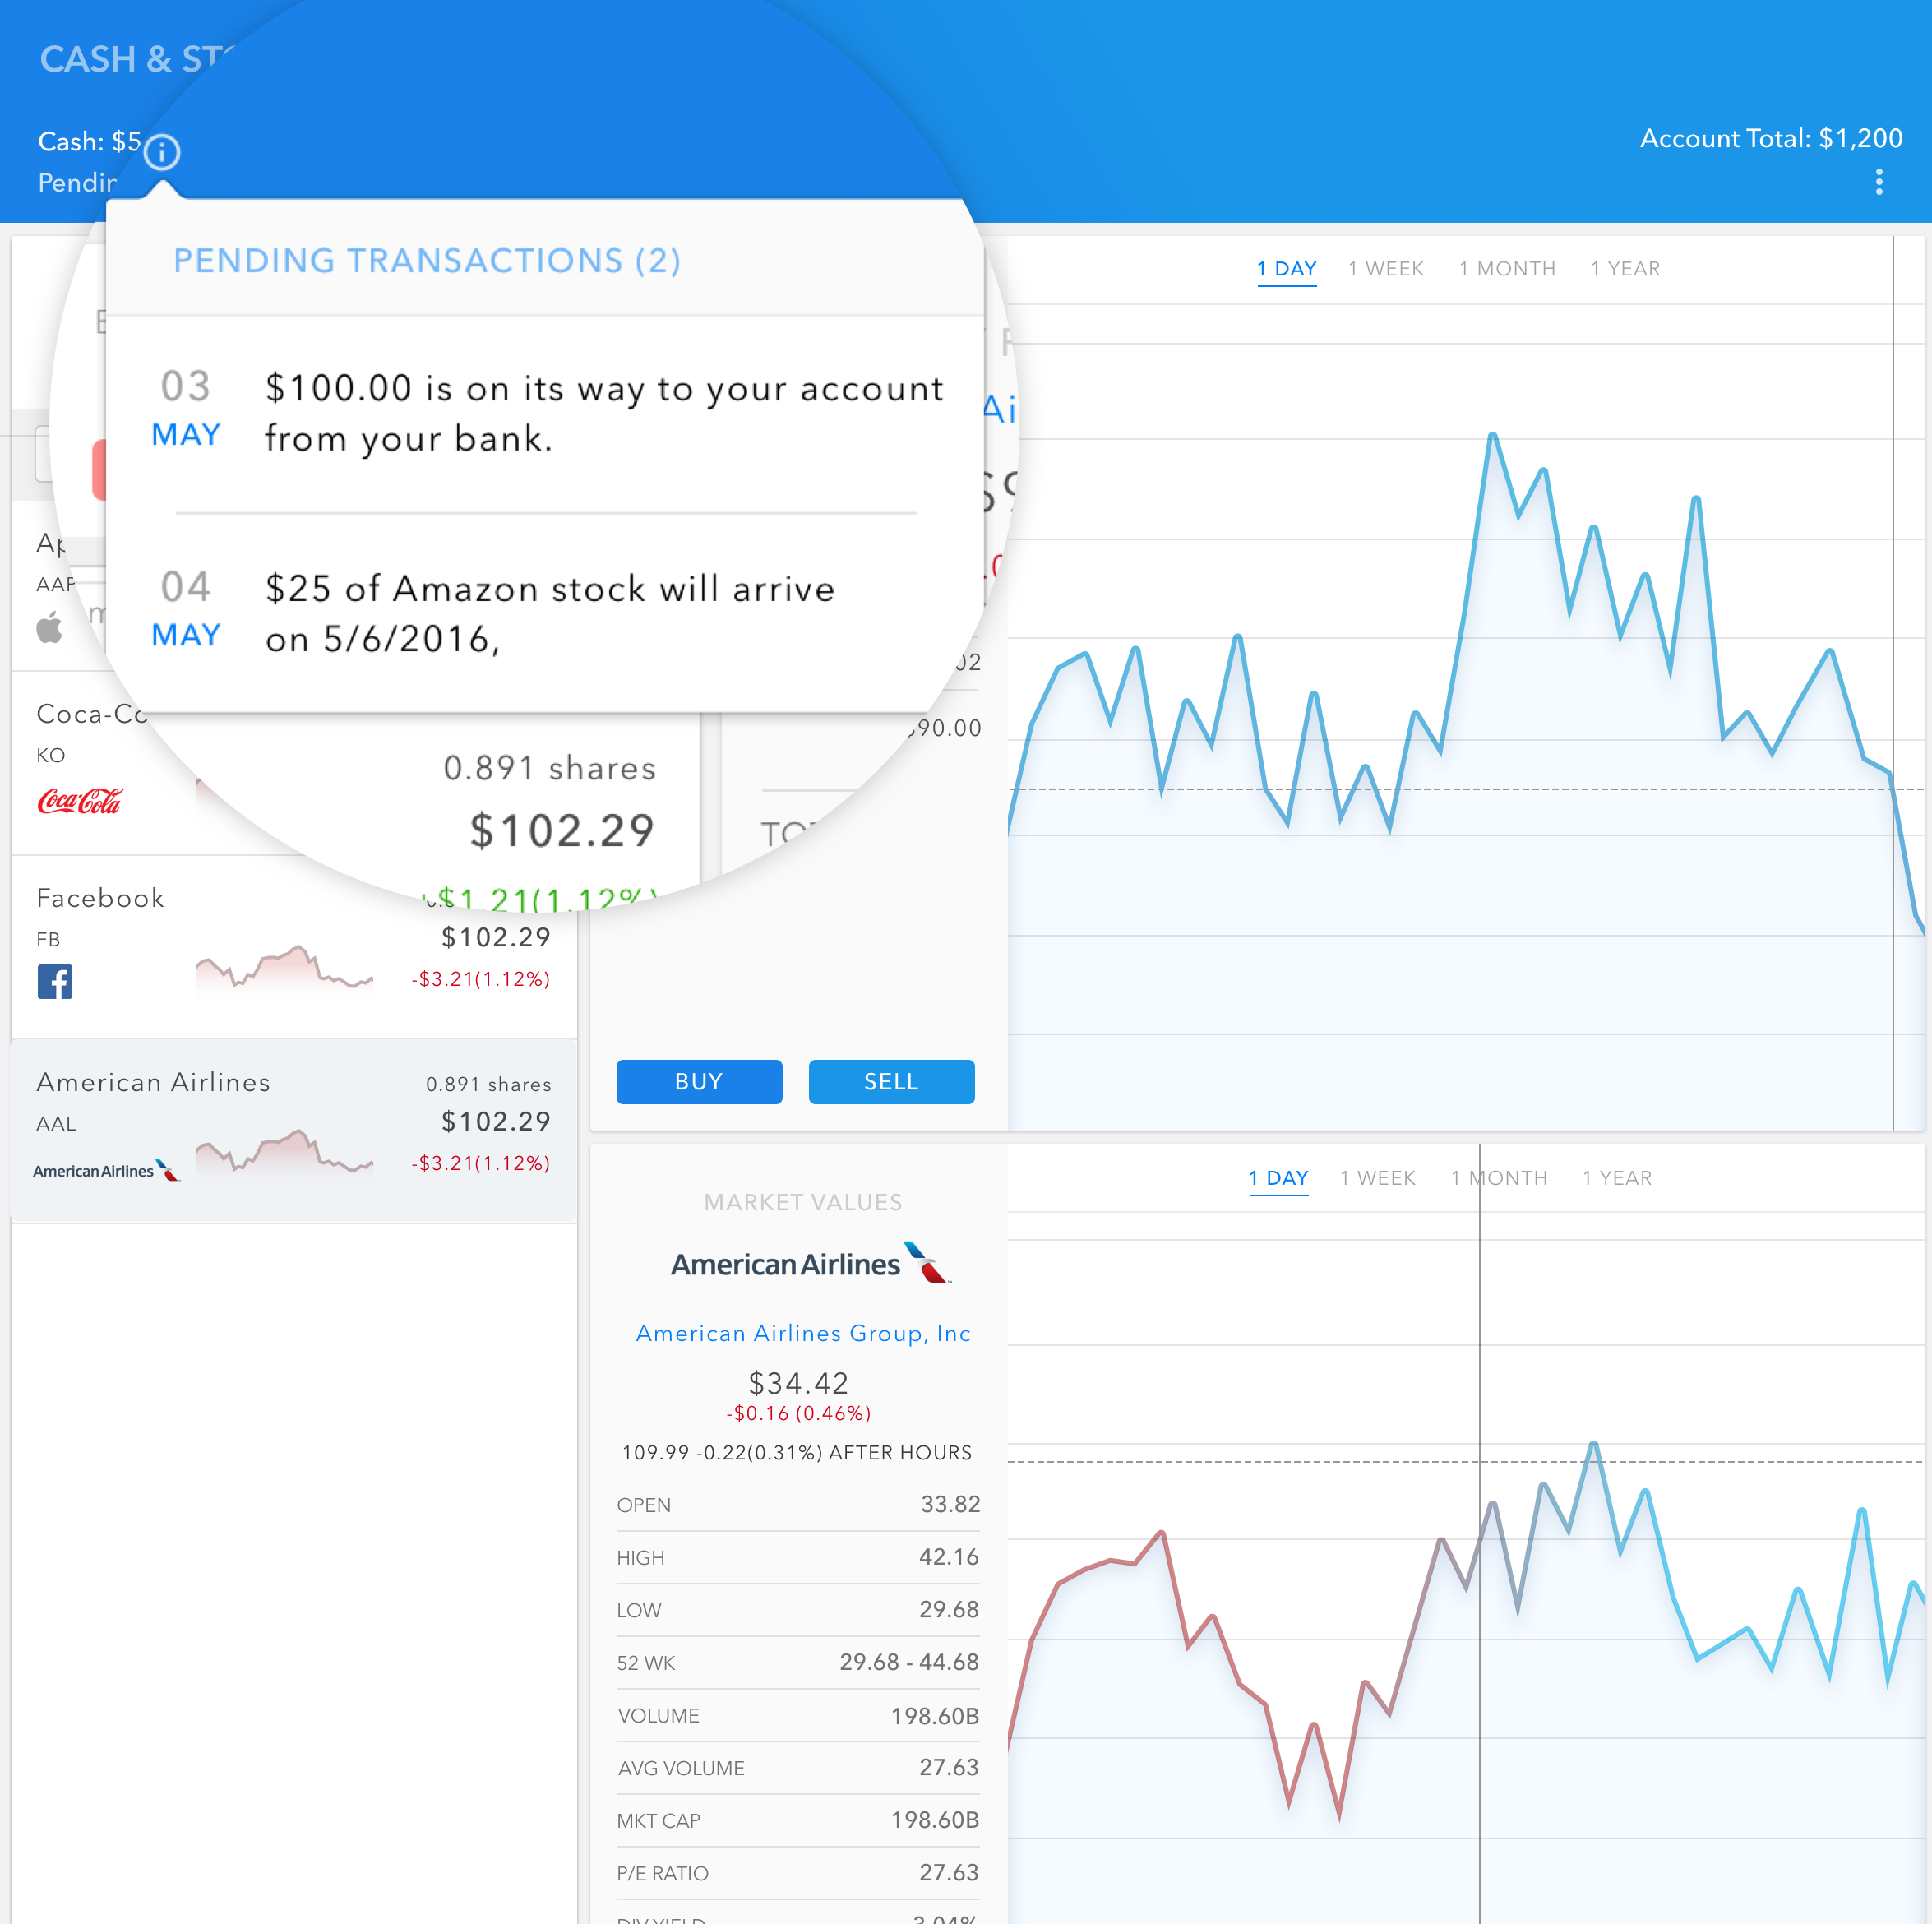 CASH &
Cash: $5
Account Total: $1,200
PENDING TRANSACTIONS (2)
03
MAY
$100.00 is on its way to your account
from your bank.
04
MAY
$25 of Amazon stock will arrive
on 5/6/2016,
AAP
Coca-Co
KO
Coca-Cola
0.891 shares
$102.29
$1.21(1.12%)
Facebook
FB
$102.29
-$3.21(1.12%)
American Airlines
AAL
American Airlines
0.891 shares
$102.29
-$3.21(1.12%)
90.00
BUY
SELL
1 DAY 1 WEEK 1 MONTH 1 YEAR
MARKET VALUES
American Airlines
American Airlines Group, Inc
$34.42
-$0.16 (0.46%)
109.99 -0.22(0.31%) AFTER HOURS
OPEN 33.82
HIGH 42.16
LOW 29.68
52 WK 29.68 - 44.68
VOLUME 198.60B
AVG VOLUME 27.63
MKT CAP 198.60B
P/E RATIO 27.63
DIV YIELD 3.04%
1 DAY 1 WEEK 1 MONTH 1 YEAR